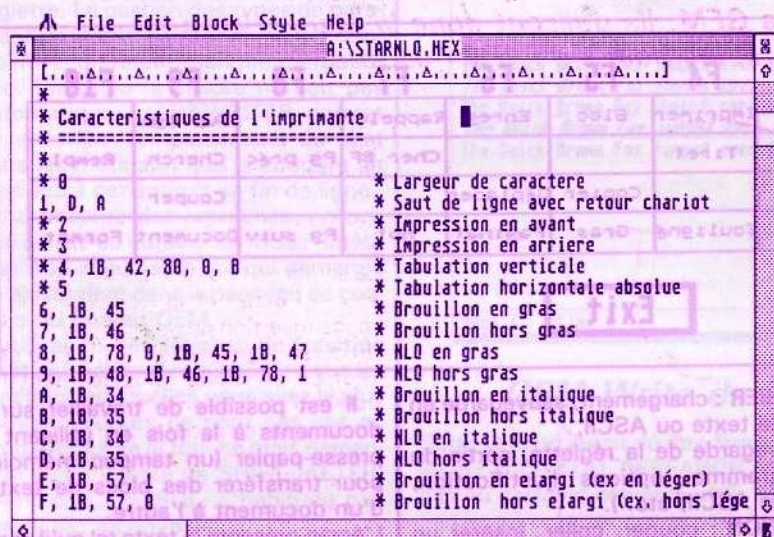 File Edit Block Style Help
A:\STARNLQ.HEX
*
* Caracteristiques de l'imprimante
* ==============================
*
* 0 * Largeur de caractere
1, D, A * Saut de ligne avec retour chariot
* 2 * Impression en avant
* 3 * Impression en arriere
* 4, 1B, 42, 80, 0, 0 * Tabulation verticale
* 5 * Tabulation horizontale absolue
6, 1B, 45 * Brouillon en gras
7, 1B, 46 * Brouillon hors gras
8, 1B, 78, 0, 1B, 45, 1B, 47 * NLQ en gras
9, 1B, 48, 1B, 46, 1B, 78, 1 * NLQ hors gras
A, 1B, 34 * Brouillon en italique
B, 1B, 35 * Brouillon hors italique
C, 1B, 34 * NLQ en italique
D, 1B, 35 * NLQ hors italique
E, 1B, 57, 1 * Brouillon en elargi (ex en léger)
F, 1B, 57, 0 * Brouillon hors elargi (ex. hors lége